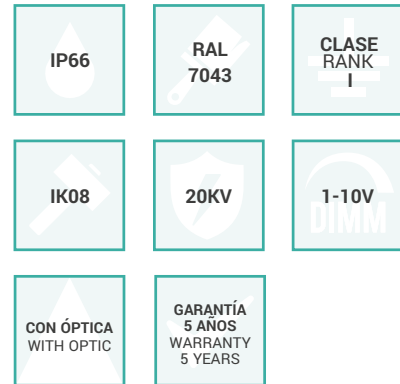 IP66
RAL
7043
CLASE
RANK
I
IK08
20KV
1-10V
DIMM
CON ÓPTICA
WITH OPTIC
GARANTÍA
5 AÑOS
WARRANTY
5 YEARS